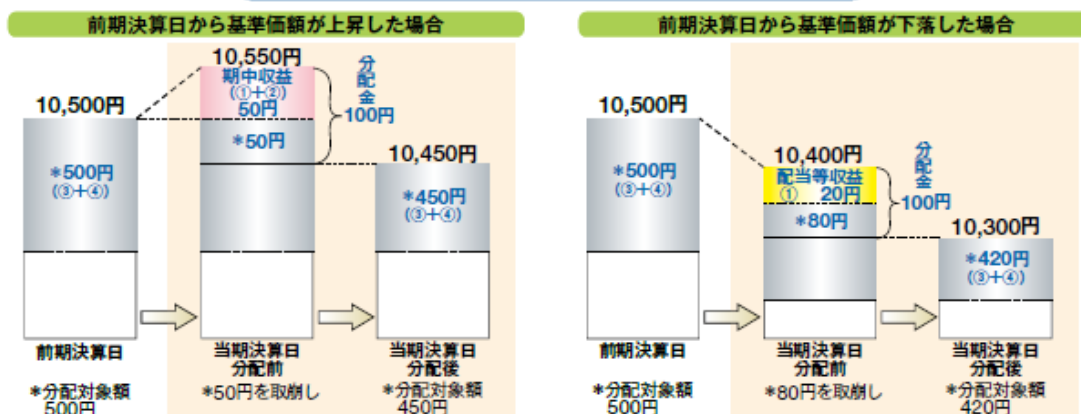 前期決算日から基準価額が上昇した場合
10,550円
期中収益
(①+②)
50円
*50円
分配金
100円
10,500円
*500円
(③+④)
10,450円
*450円
(③+④)
前期決算日
当期決算日
分配前
当期決算日
分配後
*分配対象額
500円
*50円を取崩し
*分配対象額
450円
前期決算日から基準価額が下落した場合
10,500円
*500円
(③+④)
10,400円
配当等収益
① 20円
*80円
分配金
100円
10,300円
*420円
(③+④)
前期決算日
当期決算日
分配前
当期決算日
分配後
*分配対象額
500円
*80円を取崩し
*分配対象額
420円